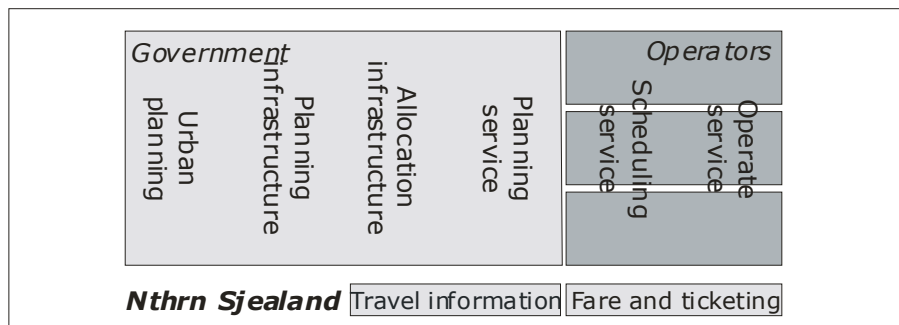 Government
Operators
Urban
planning
Planning
infrastructure
Allocation
infrastructure
Planning
service
Scheduling
service
Operate
service
Nthrn Sjealand
Travel information
Fare and ticketing